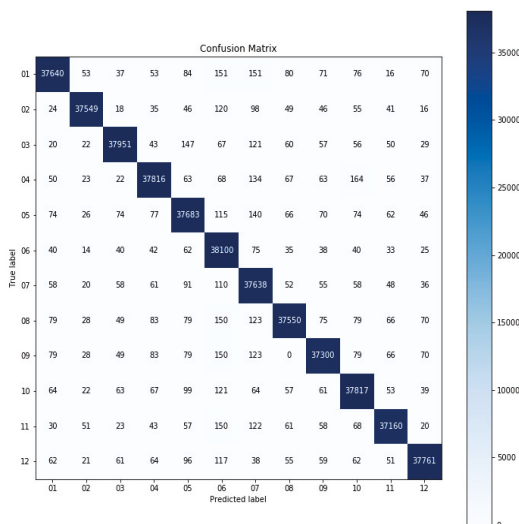 Confusion Matrix
01 37640 53 37 53 84 151 151 80 71 76 16 70
02 24 37549 18 35 46 120 98 49 46 55 41 16
03 20 22 37951 43 147 67 121 60 57 56 50 29
04 50 23 22 37816 63 68 134 67 63 164 56 37
05 74 26 74 77 37683 115 140 66 70 74 62 46
06 40 14 40 42 62 38100 75 35 38 40 33 25
07 58 20 58 61 91 110 37638 52 55 58 48 36
08 79 28 49 83 79 150 123 37550 75 79 66 70
09 79 28 49 83 79 150 123 0 37300 79 66 70
10 64 22 63 67 99 121 64 57 61 37817 53 39
11 30 51 23 43 57 150 122 61 58 68 37160 20
12 62 21 61 64 96 117 38 55 59 62 51 37761
01 02 03 04 05 06 07 08 09 10 11 12
True label
Predicted label
35000
30000
25000
20000
15000
10000
5000
0